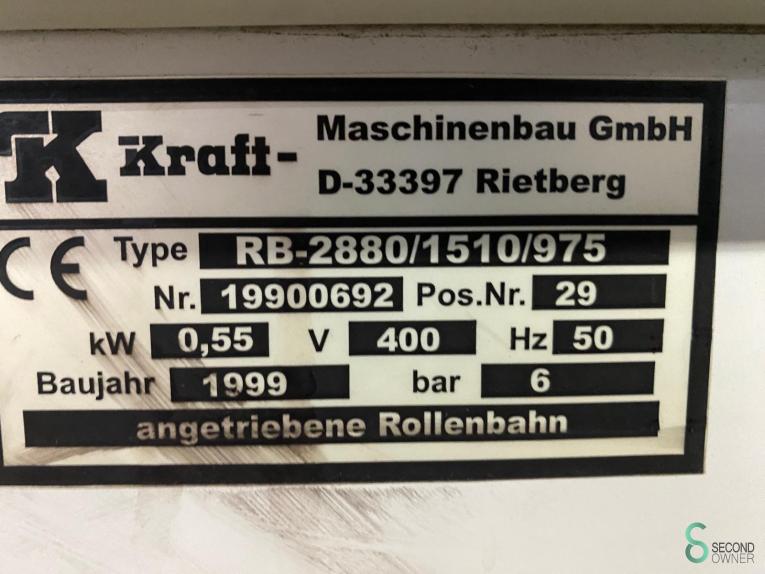 TK Kraft- Maschinenbau GmbH
D-33397 Rietberg
CE Type RB-2880/1510/975
Nr. 19900692 Pos.Nr. 29
kW 0,55 V 400 Hz 50
Baujahr 1999 bar 6
angetriebene Rollenbahn
SECOND
OWNER